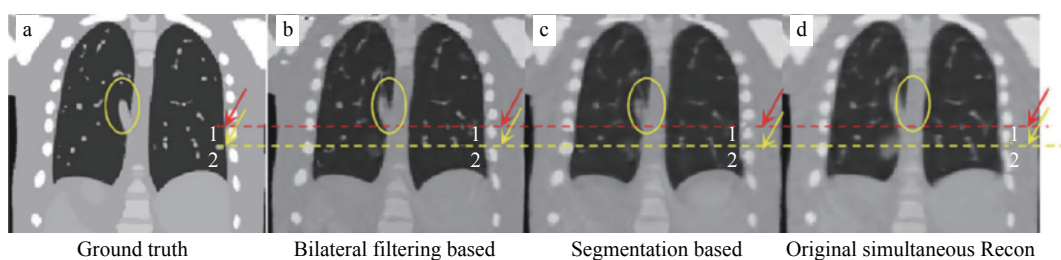 a b c d
1 1 1 1
2 2 2 2
Ground truth Bilateral filtering based Segmentation based Original simultaneous Recon